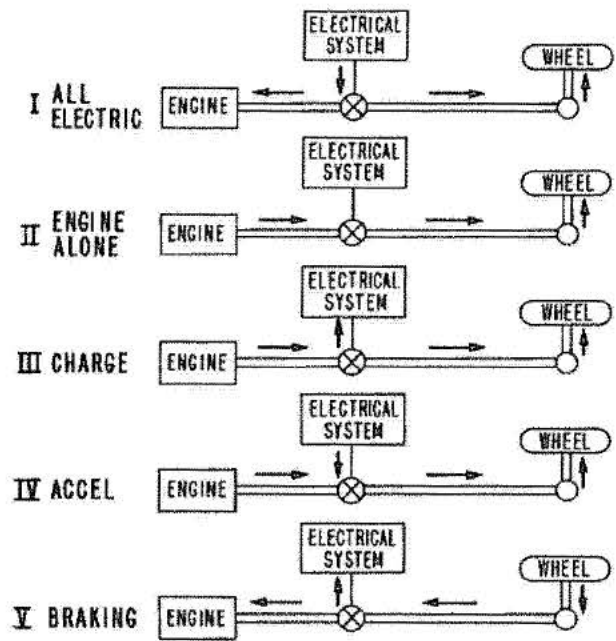 ELECTRICAL
SYSTEM
WHEEL
I ALL
ELECTRIC
ENGINE
ELECTRICAL
SYSTEM
WHEEL
II ENGINE
ALONE
ENGINE
ELECTRICAL
SYSTEM
WHEEL
III CHARGE
ENGINE
ELECTRICAL
SYSTEM
WHEEL
IV ACCEL
ENGINE
ELECTRICAL
SYSTEM
WHEEL
V BRAKING
ENGINE